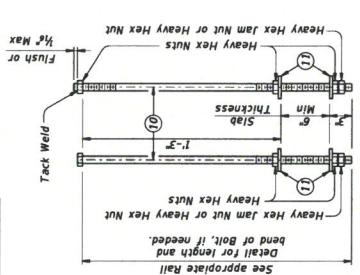 See appropiate Rail
Detail for length and
bend of Bolt, if needed.
Heavy Hex Jam Nut or Heavy Hex Nut
Heavy Hex Nuts
11
1'-3"
3"
6"
Min
Slab
Thickness
10
Tack Weld
11
Heavy Hex Nuts
Heavy Hex Jam Nut or Heavy Hex Nut
Flush or
1/16" Max